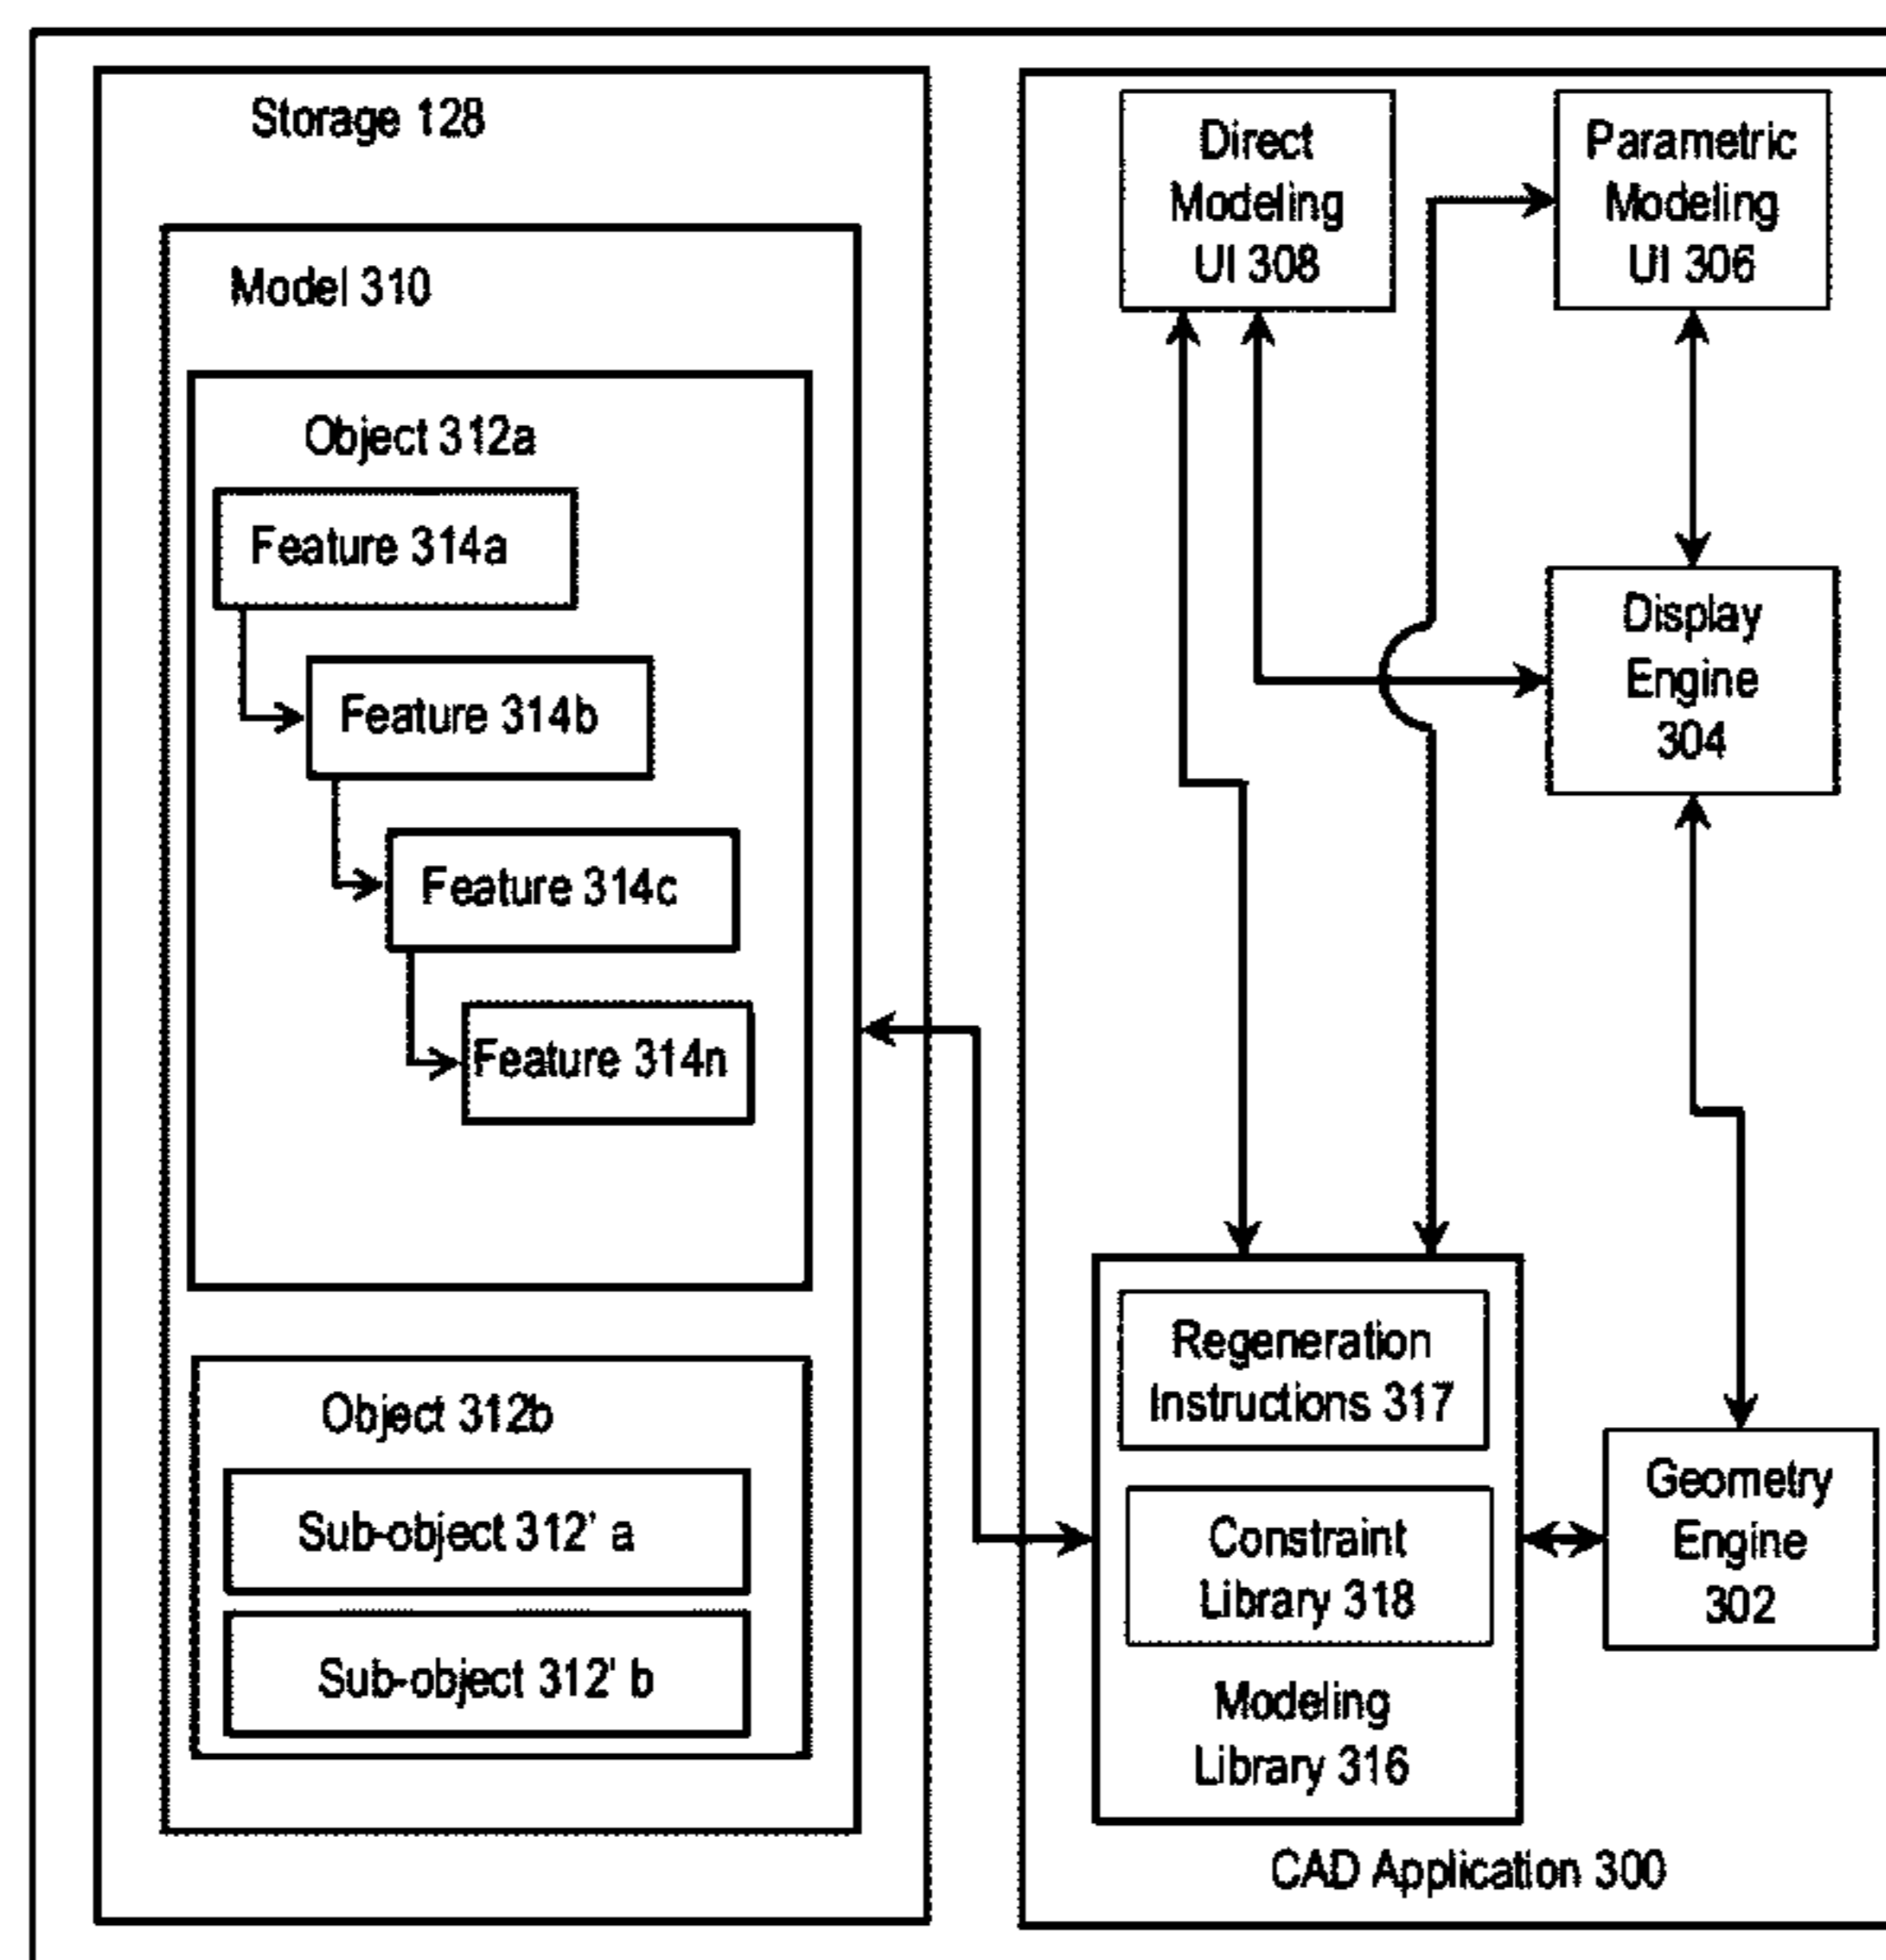 Storage 128
Model 310
Object 312a
Feature 314a
Feature 314b
Feature 314c
Feature 314n
Object 312b
Sub-object 312' a
Sub-object 312' b
Direct
Modeling
UI 308
Parametric
Modeling
UI 306
Display
Engine
304
Regeneration
Instructions 317
Constraint
Library 318
Modeling
Library 316
Geometry
Engine
302
CAD Application 300